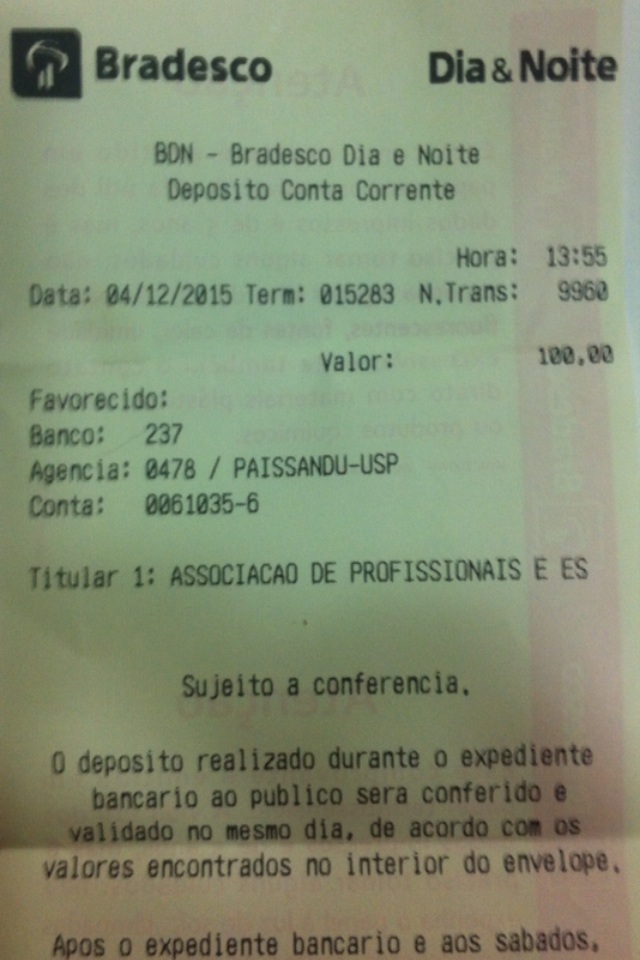 Bradesco Dia & Noite
BDN - Bradesco Dia e Noite
Deposito Conta Corrente
Hora: 13:55
Data: 04/12/2015 Term: 015283 N.Trans: 9960
Valor: 100,00
Favorecido:
Banco: 237
Agencia: 0478 / PAISSANDU-USP
Conta: 0061035-6
Titular 1: ASSOCIACAO DE PROFISSIONAIS E ES
Sujeito a conferencia.
O deposito realizado durante o expediente
bancario ao publico sera conferido e
validado no mesmo dia, de acordo com os
valores encontrados no interior do envelope.
Apos o expediente bancario e aos sabados,